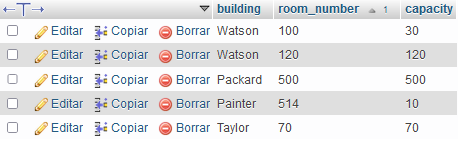 building room_number 1 capacity
Editar Copiar Borrar Watson 100 30
Editar Copiar Borrar Watson 120 120
Editar Copiar Borrar Packard 500 500
Editar Copiar Borrar Painter 514 10
Editar Copiar Borrar Taylor 70 70